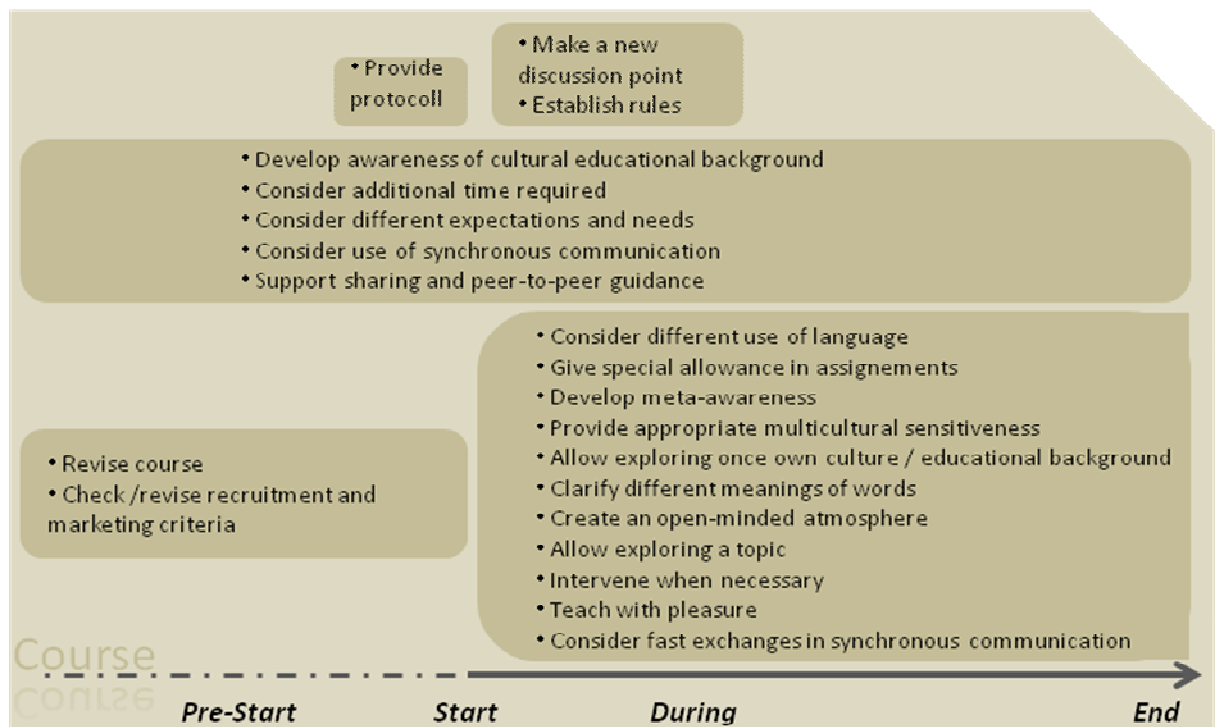 • Provide
protocoll
• Make a new
discussion point
• Establish rules
• Develop awareness of cultural educational background
• Consider additional time required
• Consider different expectations and needs
• Consider use of synchronous communication
• Support sharing and peer-to-peer guidance
• Revise course
• Check /revise recruitment and
marketing criteria
• Consider different use of language
• Give special allowance in assignements
• Develop meta-awareness
• Provide appropriate multicultural sensitiveness
• Allow exploring once own culture / educational background
• Clarify different meanings of words
• Create an open-minded atmosphere
• Allow exploring a topic
• Intervene when necessary
• Teach with pleasure
• Consider fast exchanges in synchronous communication
Course
Pre-Start Start During End